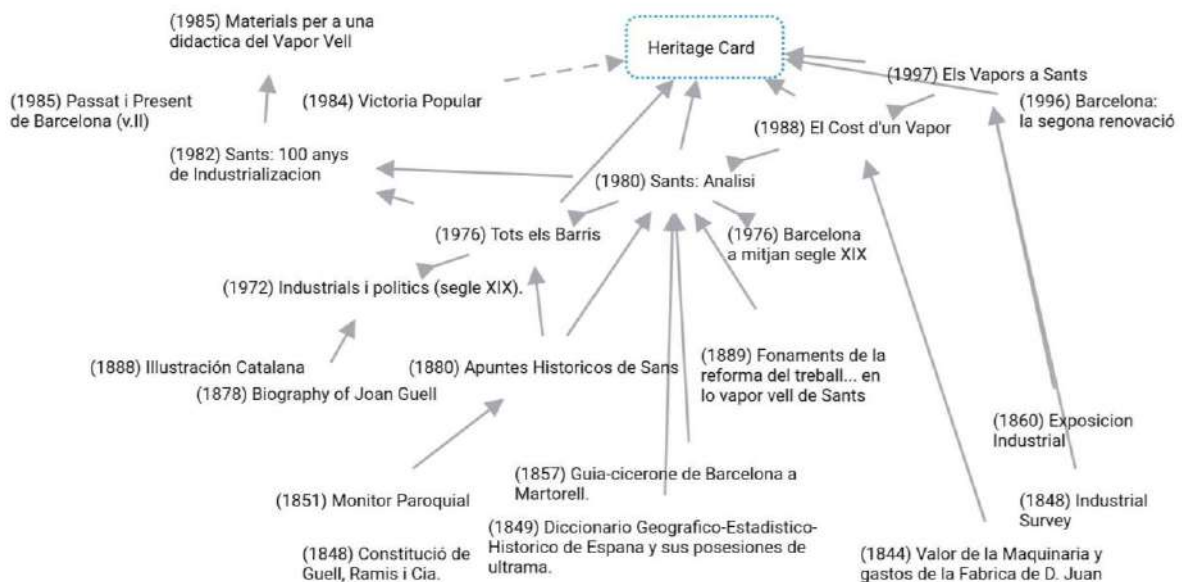 (1985) Materials per a una
didactica del Vapor Vell
Heritage Card
(1997) Els Vapors a Sants
(1985) Passat i Present
de Barcelona (v.II)
(1984) Victoria Popular
(1996) Barcelona:
la segona renovació
(1988) El Cost d'un Vapor
(1982) Sants: 100 anys
de Industrializacion
(1980) Sants: Analisi
(1976) Tots els Barris
(1976) Barcelona
a mitjan segle XIX
(1972) Industrials i politics (segle XIX).
(1888) Illustración Catalana
(1880) Apuntes Historicos de Sans
(1889) Fonaments de la
reforma del treball... en
lo vapor vell de Sants
(1878) Biography of Joan Guell
(1860) Exposicion
Industrial
(1857) Guia-cicerone de Barcelona a
Martorell.
(1851) Monitor Paroquial
(1848) Industrial
Survey
(1849) Diccionario Geografico-Estadistico-
Historico de Espana y sus posesiones de
ultrama.
(1848) Constitució de
Guell, Ramis i Cia.
(1844) Valor de la Maquinaria y
gastos de la Fabrica de D. Juan